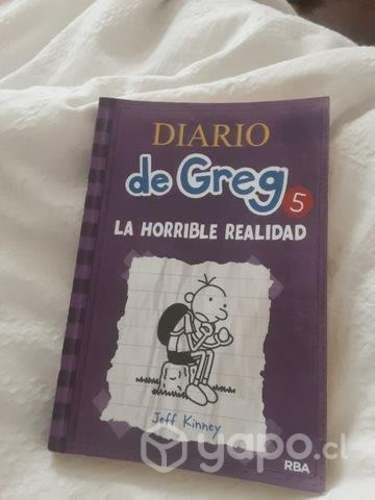 DIARIO
de Greg 5
LA HORRIBLE REALIDAD
Jeff Kinney
yapo.cl
RBA